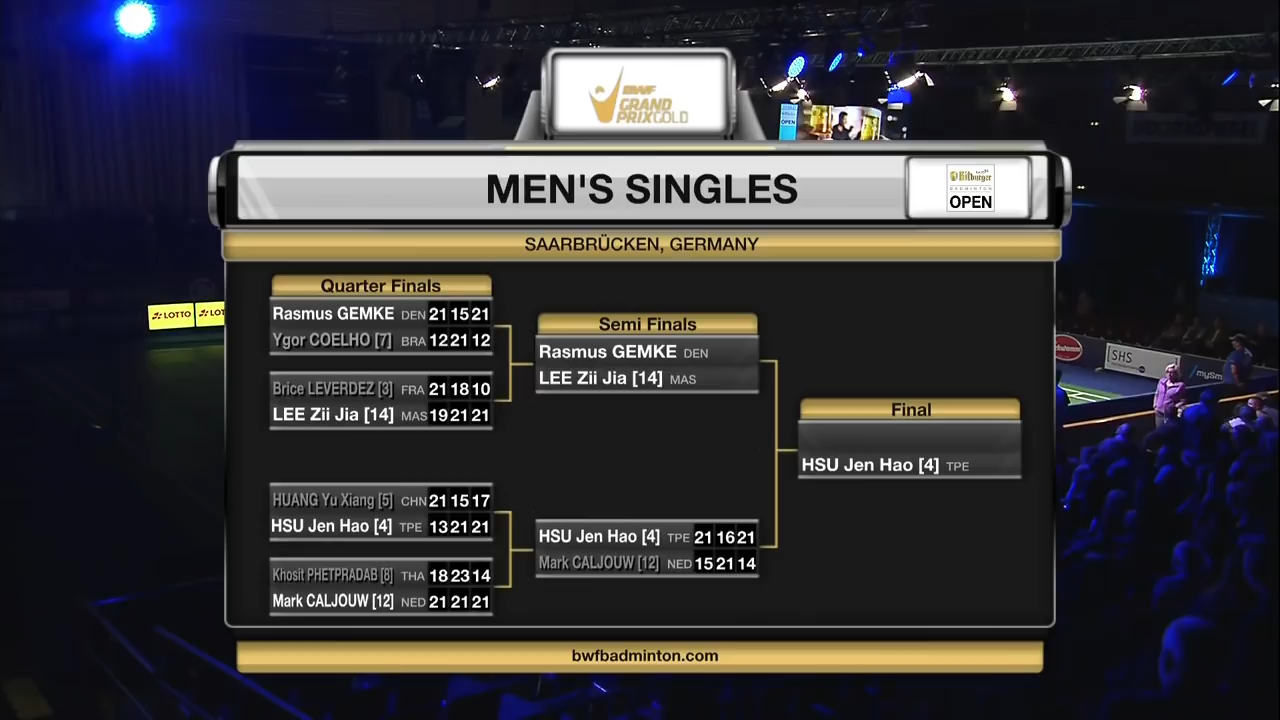 BWF
GRAND
PRIX GOLD
MEN'S SINGLES
Bitburger
BADMINTON
OPEN
SAARBRÜCKEN, GERMANY
Quarter Finals
Rasmus GEMKE DEN 21 15 21
Ygor COELHO [7] BRA 12 21 12
Brice LEVERDEZ [3] FRA 21 18 10
LEE Zii Jia [14] MAS 19 21 21
HUANG Yu Xiang [5] CHN 21 15 17
HSU Jen Hao [4] TPE 13 21 21
Khosit PHETPRADAB [8] THA 18 23 14
Mark CALJOUW [12] NED 21 21 21
Semi Finals
Rasmus GEMKE DEN
LEE Zii Jia [14] MAS
HSU Jen Hao [4] TPE 21 16 21
Mark CALJOUW [12] NED 15 21 14
Final
HSU Jen Hao [4] TPE
bwfbadminton.com
LOTTO
LOT
OPEN
SHS
mysm